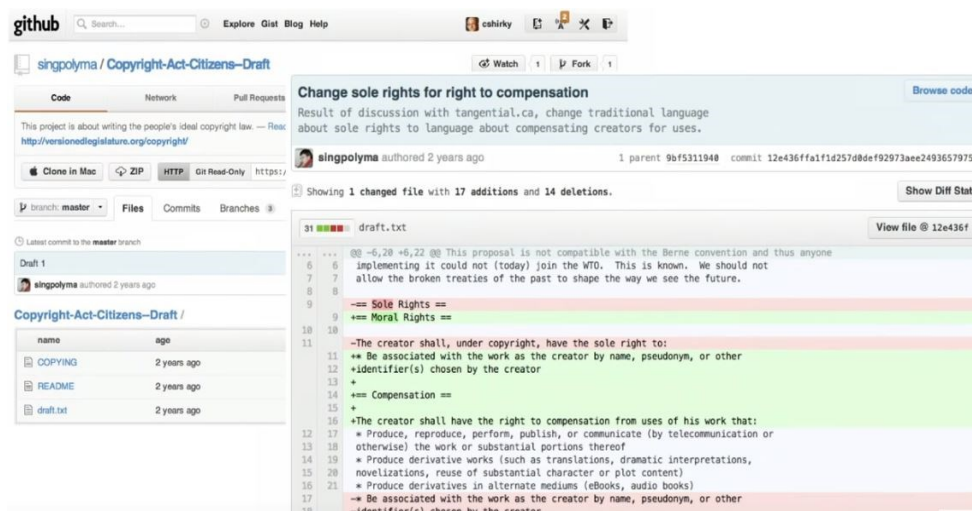 github
Search...
Explore Gist Blog Help
cshirky
singpolyma / Copyright-Act-Citizens--Draft
Watch 1 Fork 1
Code Network Pull Requests
This project is about writing the people's ideal copyright law. — Read
http://versionedlegislature.org/copyright/
Clone in Mac ZIP HTTP Git Read-Only https:/
branch: master Files Commits Branches 3
Latest commit to the master branch
Draft 1
singpolyma authored 2 years ago
Copyright-Act-Citizens--Draft /
name age
COPYING 2 years ago
README 2 years ago
draft.txt 2 years ago
Change sole rights for right to compensation
Browse code
Result of discussion with tangential.ca, change traditional language
about sole rights to language about compensating creators for uses.
singpolyma authored 2 years ago
1 parent 9bf5311940 commit 12e436ffa1f1d257d0def92973aee2493657975
Showing 1 changed file with 17 additions and 14 deletions.
Show Diff Stat
31 draft.txt
View file @ 12e436f
... ... @@ -6,20 +6,22 @@ This proposal is not compatible with the Berne convention and thus anyone
6 6 implementing it could not (today) join the WTO. This is known. We should not
7 7 allow the broken treaties of the past to shape the way we see the future.
8 8
9 -== Sole Rights ==
9 +== Moral Rights ==
10 10
11 -The creator shall, under copyright, have the sole right to:
11 +* Be associated with the work as the creator by name, pseudonym, or other
12 +identifier(s) chosen by the creator
13 +
14 +== Compensation ==
15 +
16 +The creator shall have the right to compensation from uses of his work that:
12 17 * Produce, reproduce, perform, publish, or communicate (by telecommunication or
13 18 otherwise) the work or substantial portions thereof
14 19 * Produce derivative works (such as translations, dramatic interpretations,
15 20 novelizations, reuse of substantial character or plot content)
16 21 * Produce derivatives in alternate mediums (eBooks, audio books)
17 -* Be associated with the work as the creator by name, pseudonym, or other